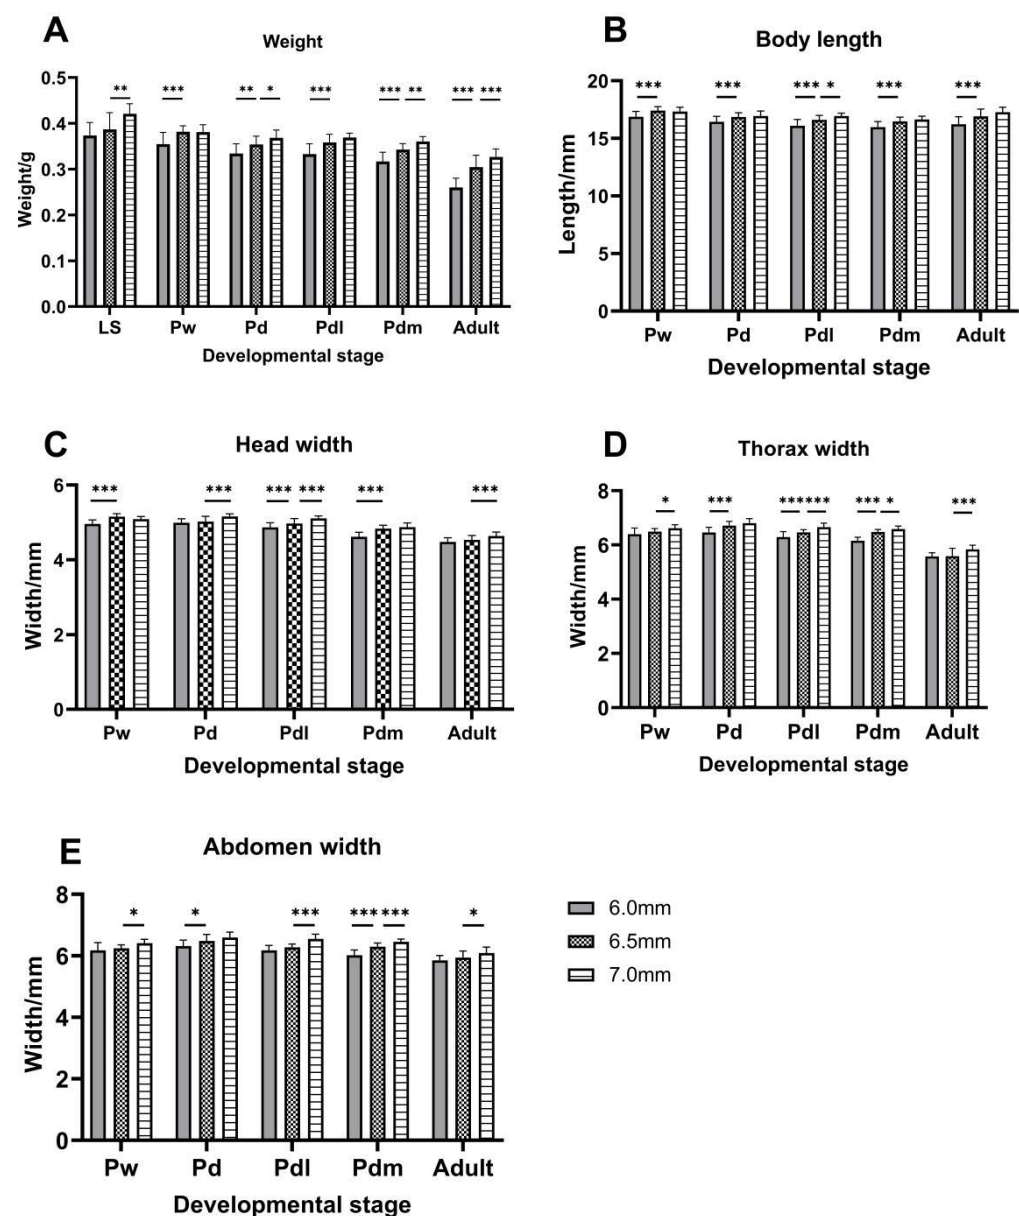 A
Weight
** *** ** * *** *** ** *** ***
0.5
0.4
0.3
0.2
0.1
0.0
Weight/g
LS Pw Pd Pdl Pdm Adult
Developmental stage
B
Body length
*** *** *** * *** ***
20
15
10
5
0
Length/mm
Pw Pd Pdl Pdm Adult
Developmental stage
C
Head width
*** *** *** *** *** ***
6
4
2
0
Width/mm
Pw Pd Pdl Pdm Adult
Developmental stage
D
Thorax width
* *** *** *** *** * ***
8
6
4
2
0
Width/mm
Pw Pd Pdl Pdm Adult
Developmental stage
E
Abdomen width
* * *** *** *** *
8
6
4
2
0
Width/mm
Pw Pd Pdl Pdm Adult
Developmental stage
6.0mm
6.5mm
7.0mm